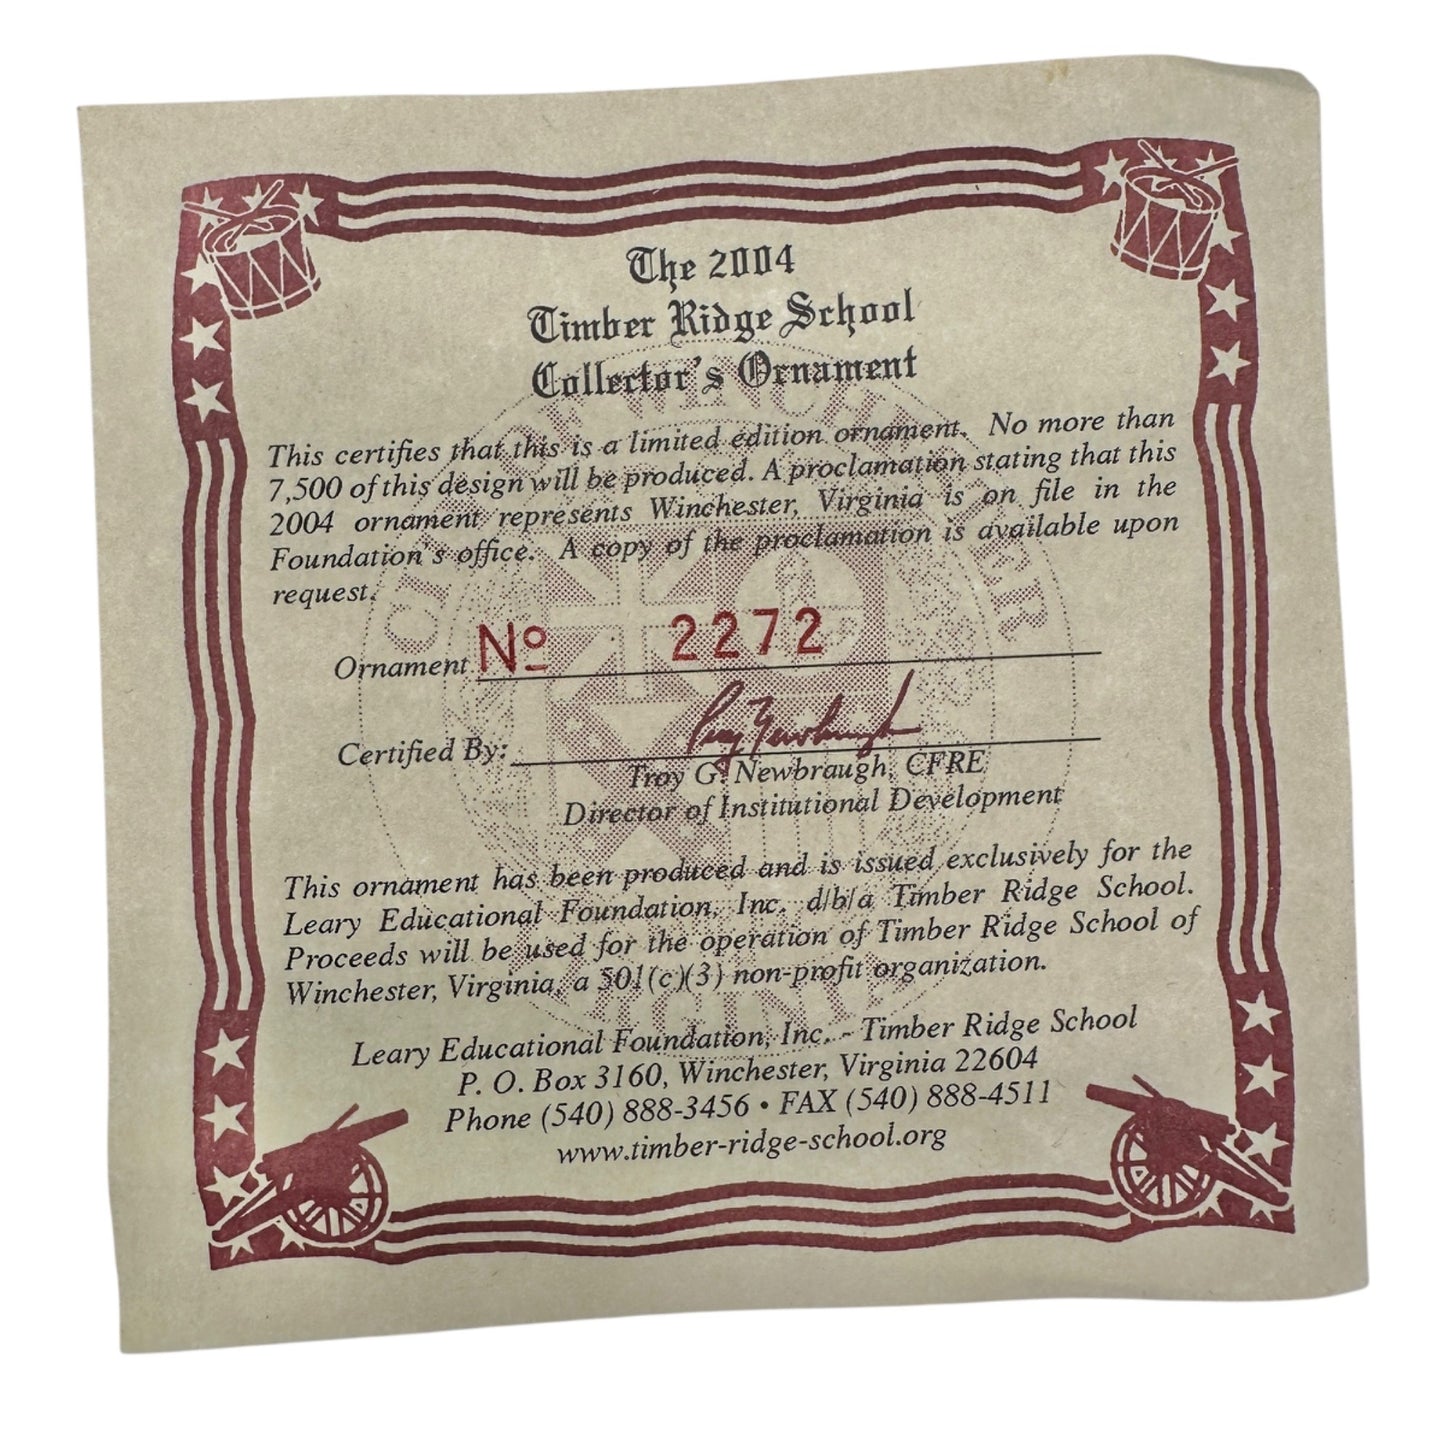 The 2004
Timber Ridge School
Collector's Ornament
This certifies that this is a limited edition ornament. No more than
7,500 of this design will be produced. A proclamation stating that this
2004 ornament represents Winchester, Virginia is on file in the
Foundation's office. A copy of the proclamation is available upon
request.
Ornament Nº 2272
Certified By: Troy Newbraugh
Troy G. Newbraugh, CFRE
Director of Institutional Development
This ornament has been produced and is issued exclusively for the
Leary Educational Foundation, Inc. d/b/a Timber Ridge School.
Proceeds will be used for the operation of Timber Ridge School of
Winchester, Virginia, a 501(c)(3) non-profit organization.
Leary Educational Foundation, Inc. - Timber Ridge School
P. O. Box 3160, Winchester, Virginia 22604
Phone (540) 888-3456 • FAX (540) 888-4511
www.timber-ridge-school.org